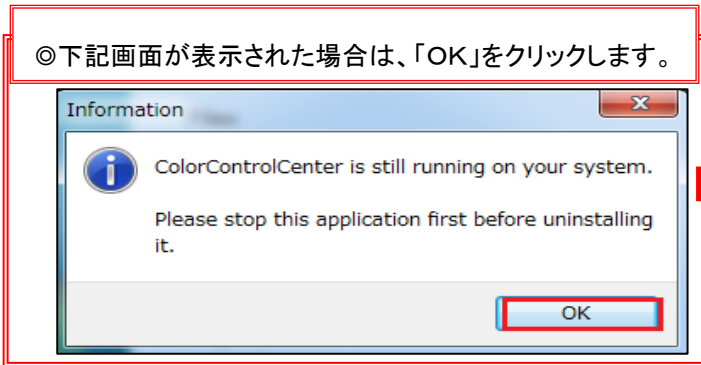 ◎下記画面が表示された場合は、「OK」をクリックします。
Information
ColorControlCenter is still running on your system.
Please stop this application first before uninstalling
it.
OK